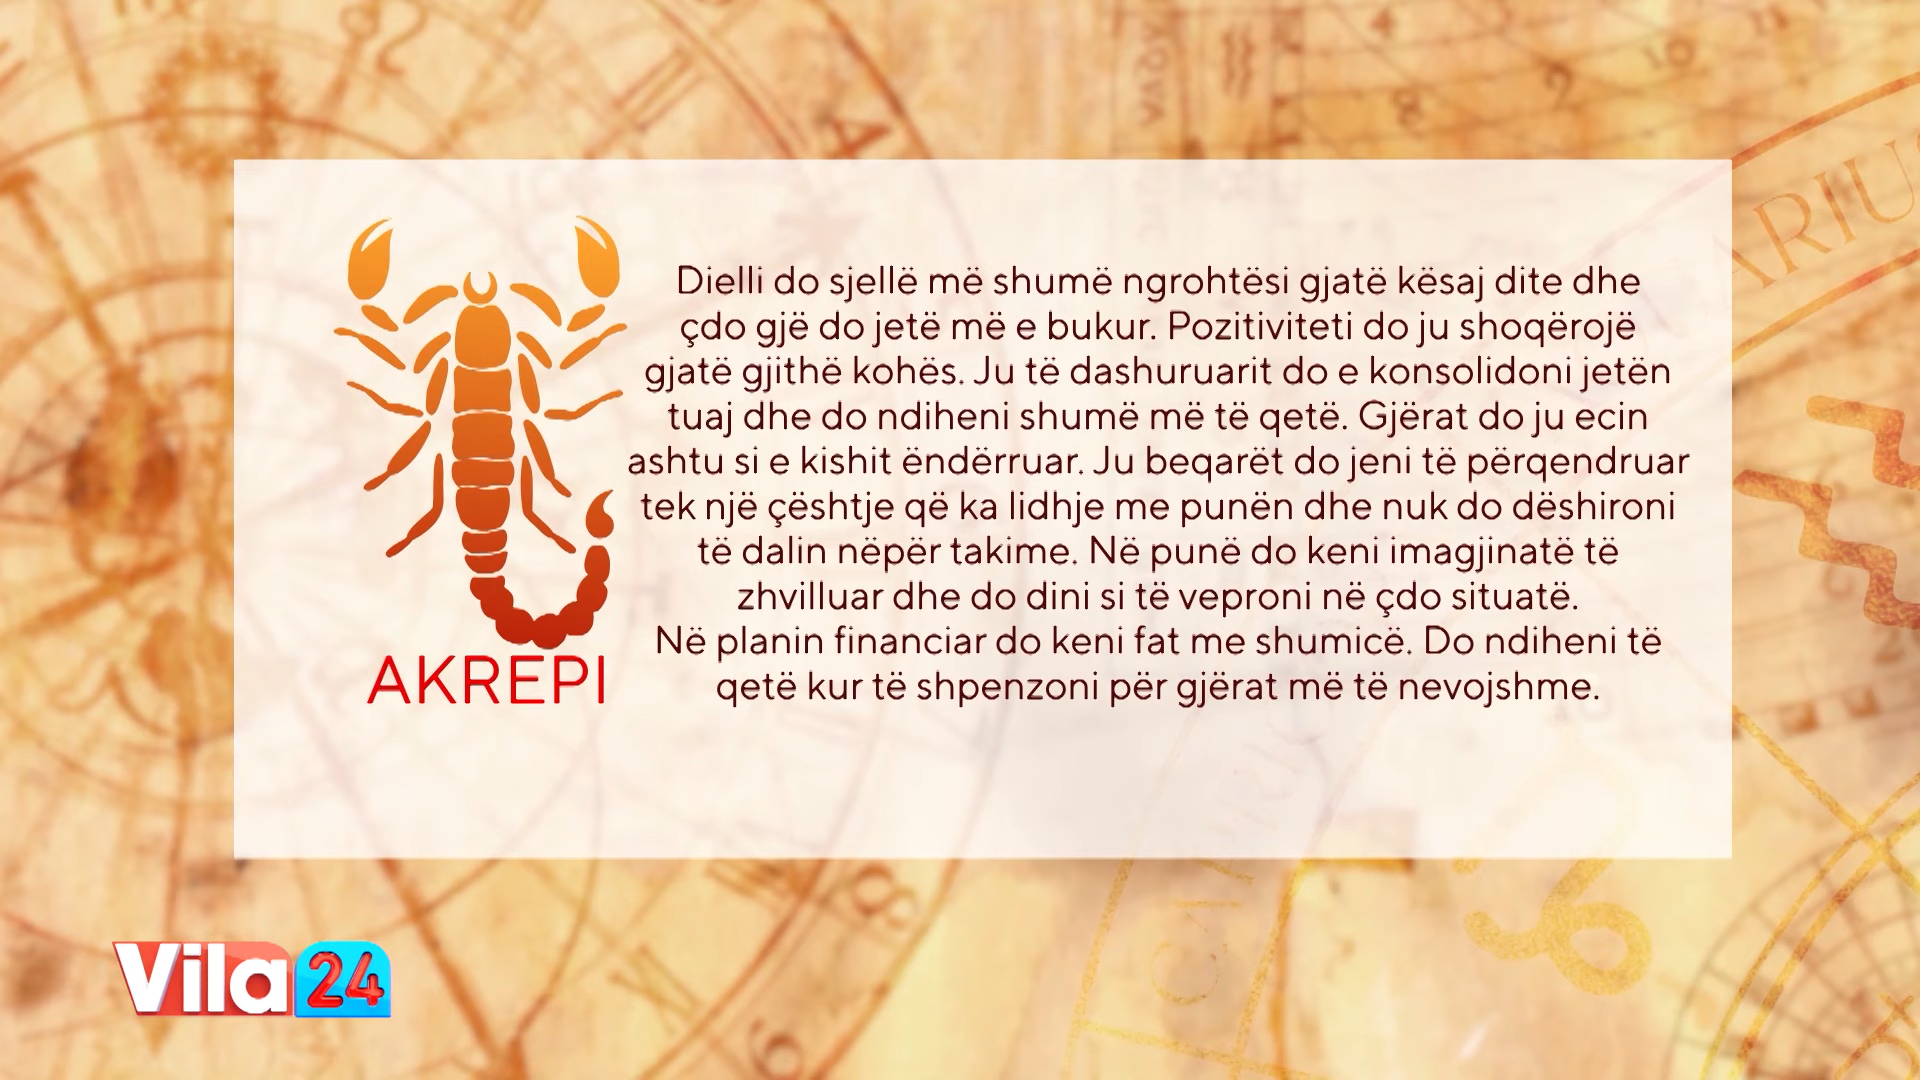 Dielli do sjellë më shumë ngrohtësi gjatë kësaj dite dhe
çdo gjë do jetë më e bukur. Pozitiviteti do ju shoqërojë
gjatë gjithë kohës. Ju të dashuruarit do e konsolidoni jetën
tuaj dhe do ndiheni shumë më të qetë. Gjërat do ju ecin
ashtu si e kishit ëndërruar. Ju beqarët do jeni të përqendruar
tek një çështje që ka lidhje me punën dhe nuk do dëshironi
të dalin nëpër takime. Në punë do keni imagjinatë të
zhvilluar dhe do dini si të veproni në çdo situatë.
Në planin financiar do keni fat me shumicë. Do ndiheni të
qetë kur të shpenzoni për gjërat më të nevojshme.
AKREPI
Vila 24